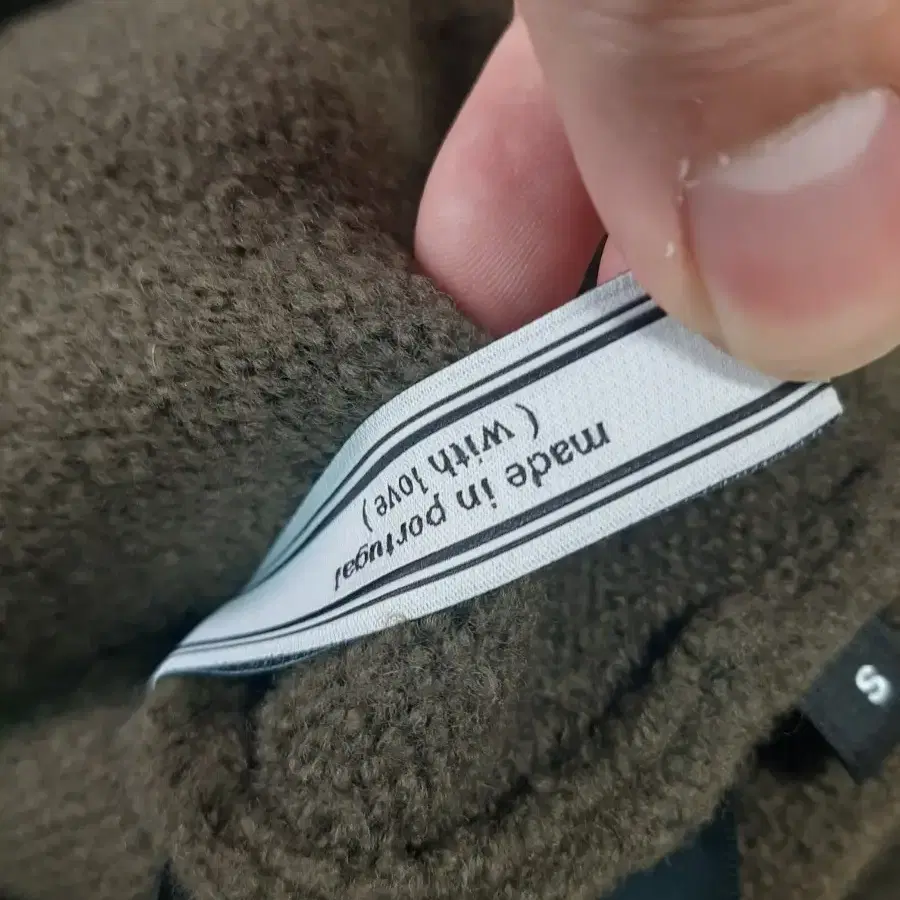 made in portugal
( with love )
S